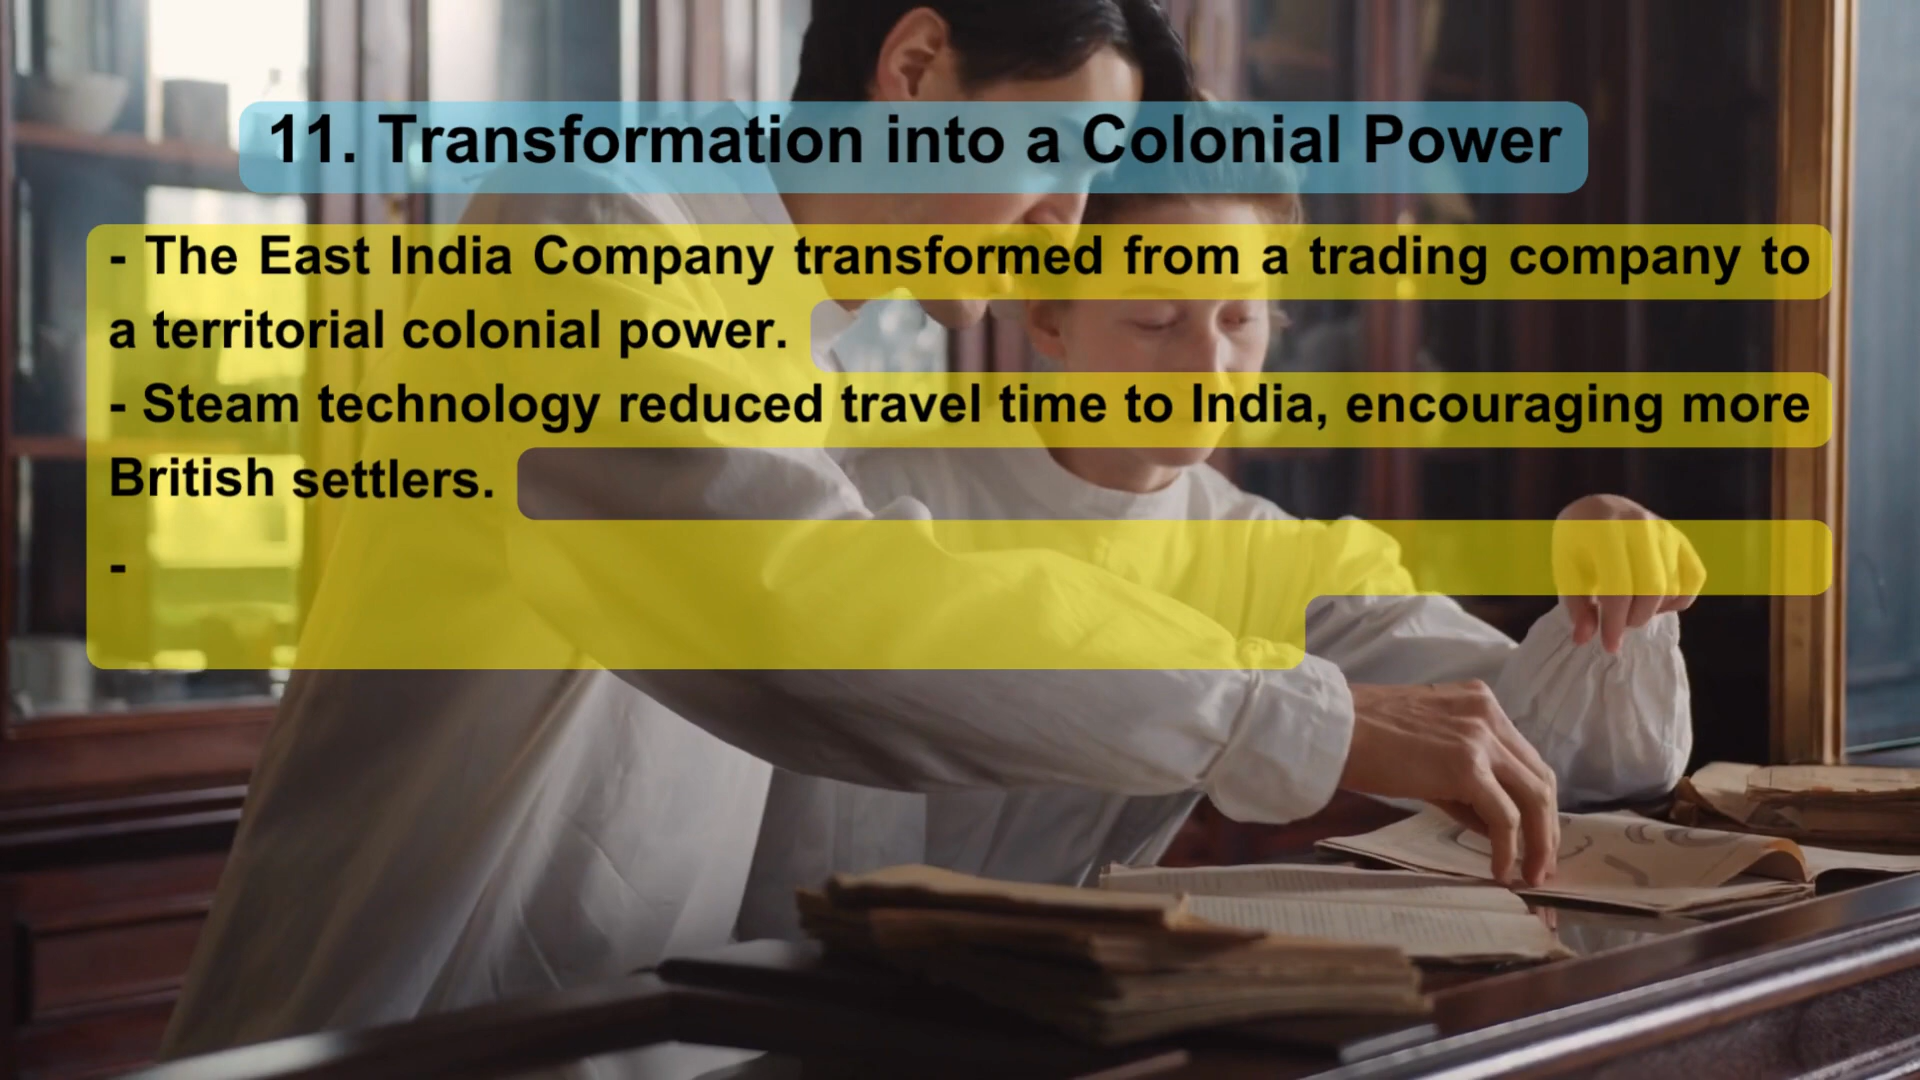 11. Transformation into a Colonial Power
- The East India Company transformed from a trading company to
a territorial colonial power.
- Steam technology reduced travel time to India, encouraging more
British settlers.
-